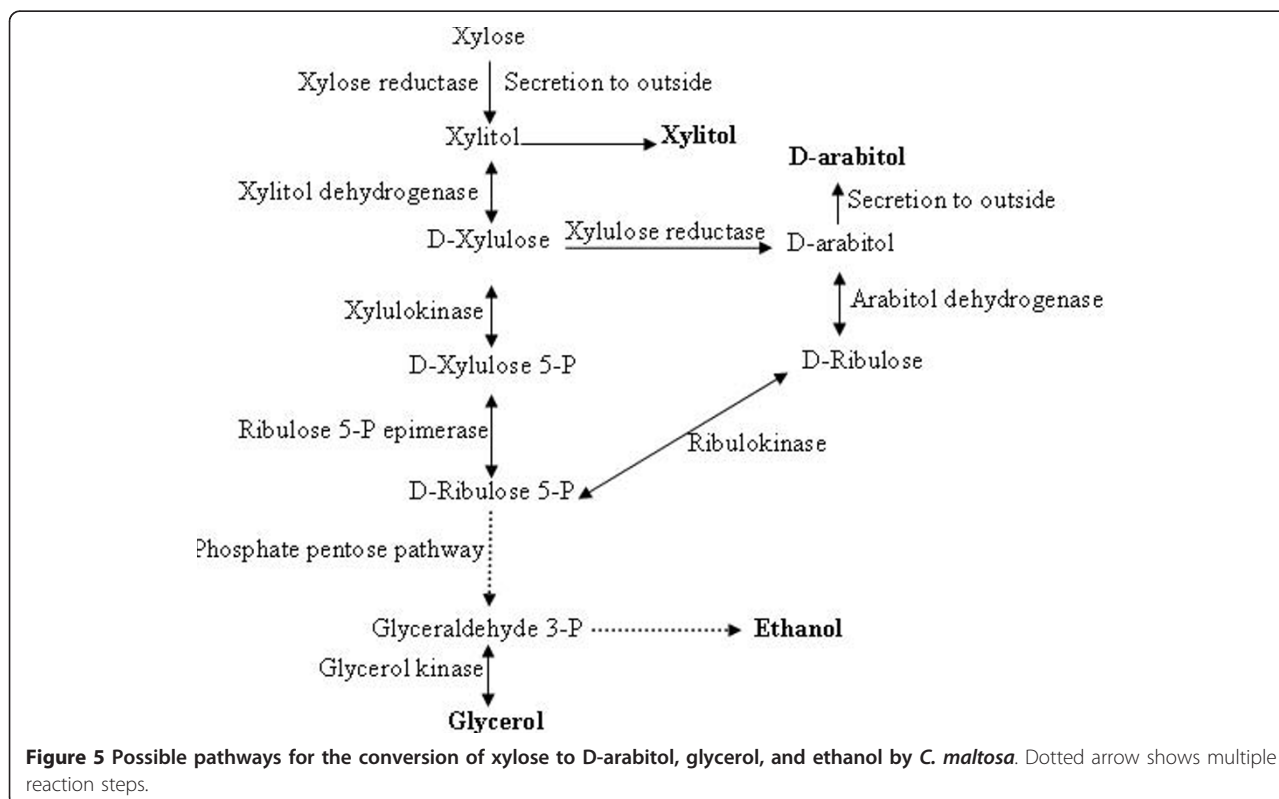 Xylose
Xylose reductase Secretion to outside
Xylitol Xylitol
D-arabitol
Xylitol dehydrogenase Secretion to outside
D-Xylulose Xylulose reductase D-arabitol
Xylulokinase Arabitol dehydrogenase
D-Xylulose 5-P D-Ribulose
Ribulose 5-P epimerase Ribulokinase
D-Ribulose 5-P
Phosphate pentose pathway
Glyceraldehyde 3-P Ethanol
Glycerol kinase
Glycerol
Figure 5 Possible pathways for the conversion of xylose to D-arabitol, glycerol, and ethanol by C. maltosa. Dotted arrow shows multiple
reaction steps.